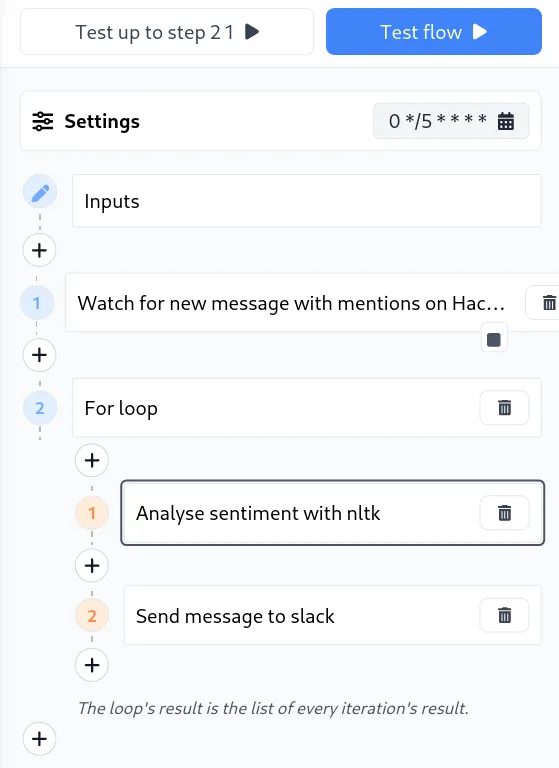 Test up to step 2 1
Test flow
Settings
0 */5 * * * *
Inputs
1
Watch for new message with mentions on Hac...
2
For loop
1
Analyse sentiment with nltk
2
Send message to slack
The loop's result is the list of every iteration's result.